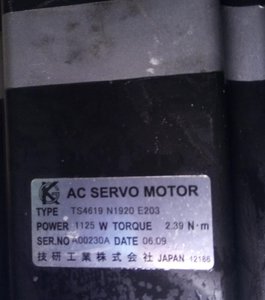 AC SERVO MOTOR
TYPE TS4619 N1920 E203
POWER 1125 W TORQUE 2.39 N·m
SER.NO A00230A DATE 06.09
技研工業株式会社 JAPAN 12186